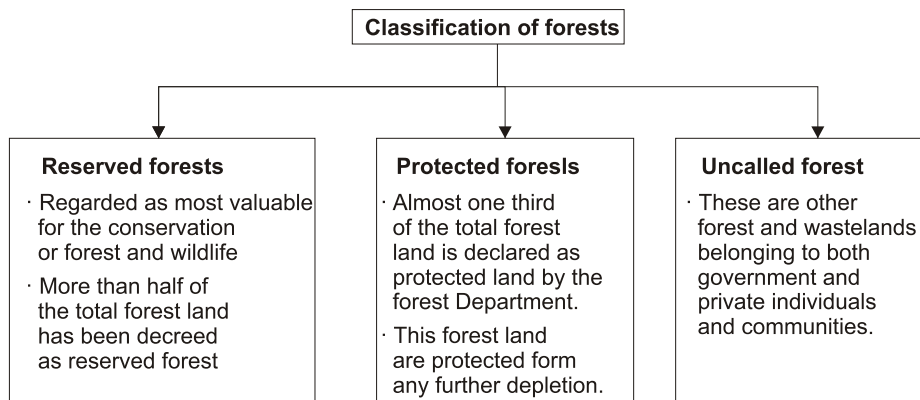 Classification of forests
Reserved forests
· Regarded as most valuable
for the conservation
or forest and wildlife
· More than half of
the total forest land
has been decreed
as reserved forest
Protected foresls
· Almost one third
of the total forest
land is declared as
protected land by the
forest Department.
· This forest land
are protected form
any further depletion.
Uncalled forest
· These are other
forest and wastelands
belonging to both
government and
private individuals
and communities.